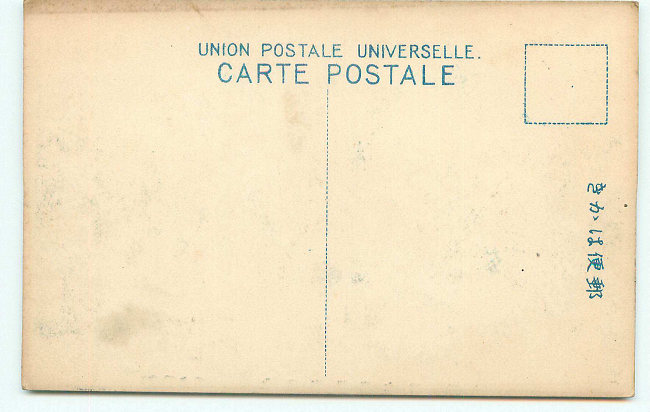 UNION POSTALE UNIVERSELLE.
CARTE POSTALE
きかは便郵